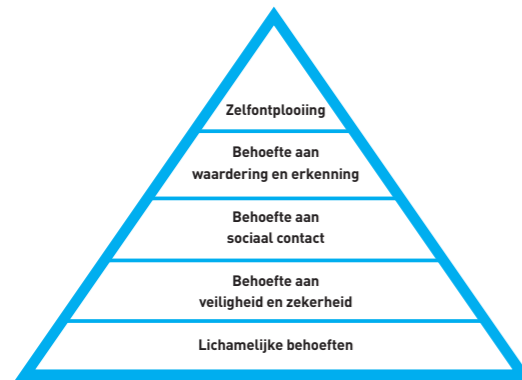 Zelfontplooiing
Behoefte aan
waardering en erkenning
Behoefte aan
sociaal contact
Behoefte aan
veiligheid en zekerheid
Lichamelijke behoeften